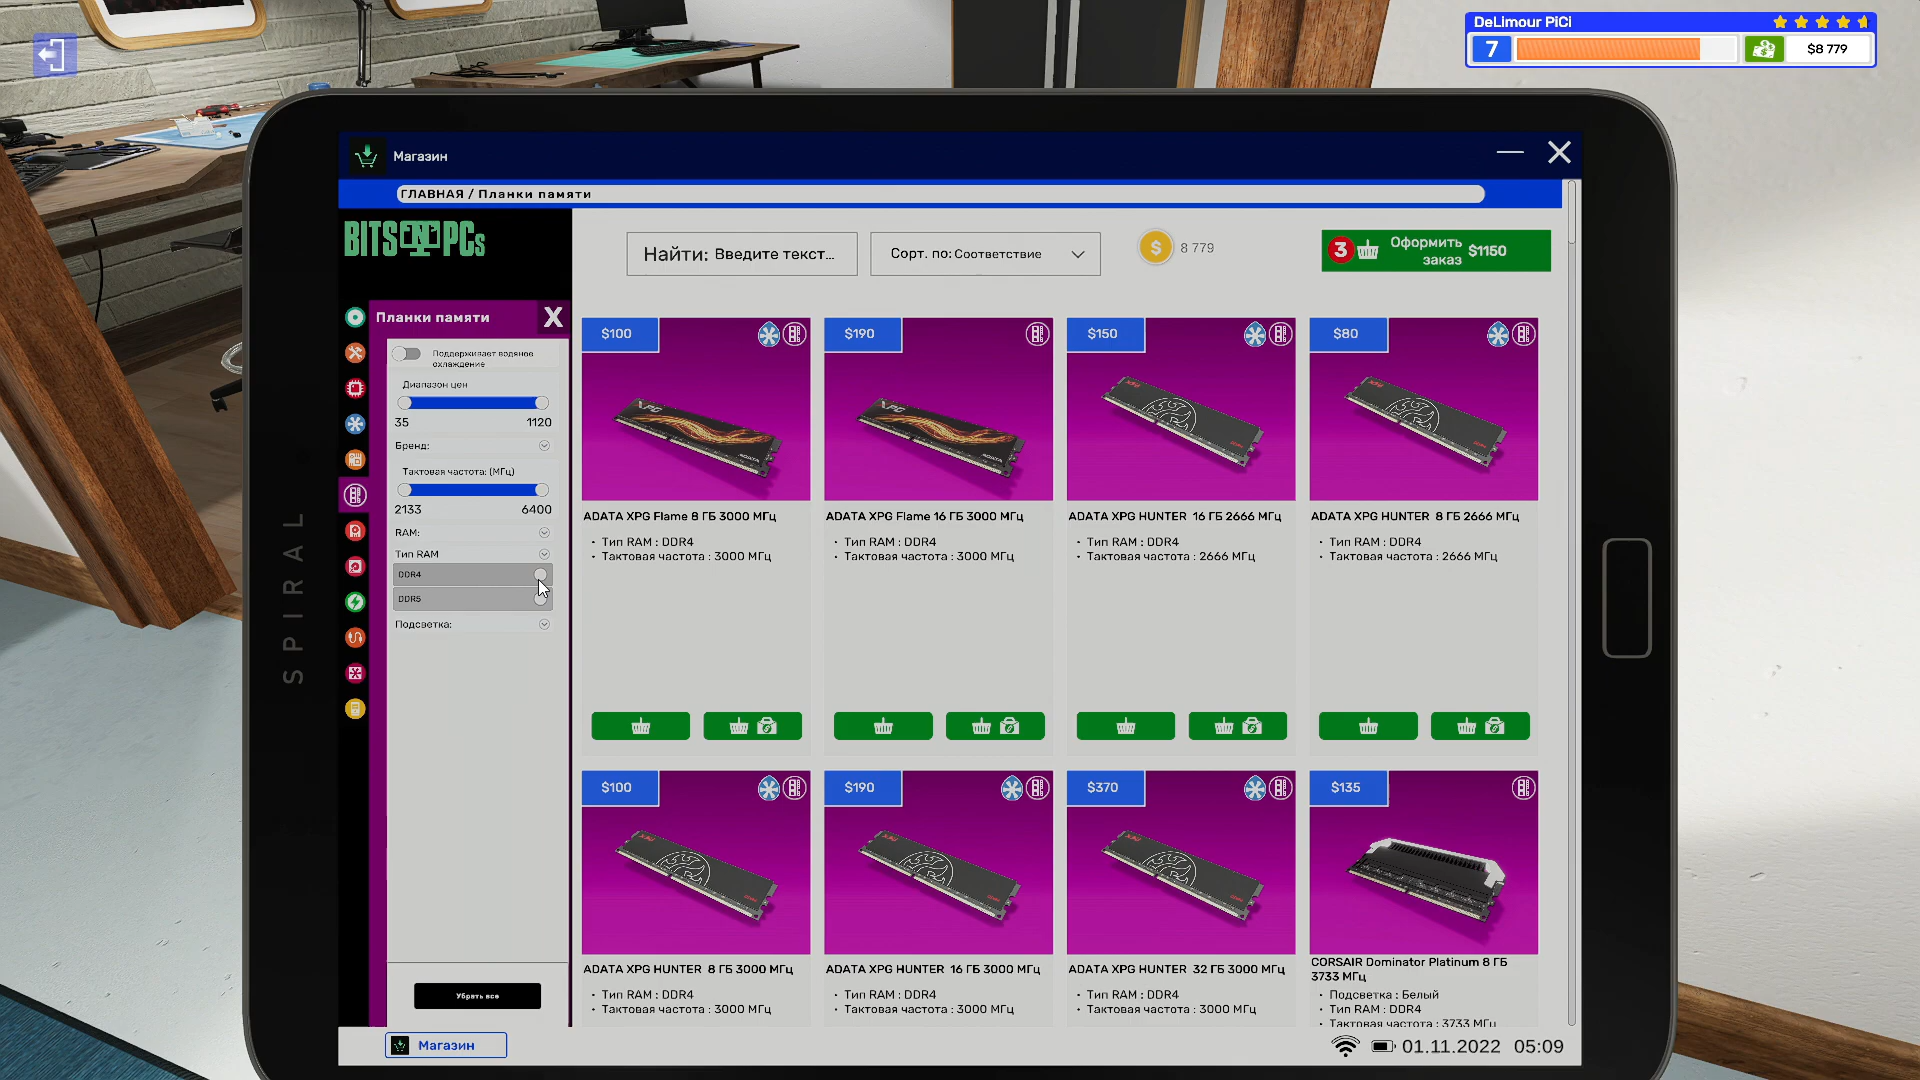 DeLimour PiCi
7
$8 779
Магазин
ГЛАВНАЯ / Планки памяти
BITSENPCs
Найти: Введите текст...
Сорт. по: Соответствие
$ 8 779
3 Оформить заказ $1150
Планки памяти X
Поддерживает водяное
охлаждение
Диапазон цен
35 1120
Бренд:
Тактовая частота: (МГц)
2133 6400
RAM:
Тип RAM
DDR4
DDR5
Подсветка:
Убрать все
$100
ADATA XPG Flame 8 ГБ 3000 МГц
• Тип RAM : DDR4
• Тактовая частота : 3000 МГц
$190
ADATA XPG Flame 16 ГБ 3000 МГц
• Тип RAM : DDR4
• Тактовая частота : 3000 МГц
$150
ADATA XPG HUNTER 16 ГБ 2666 МГц
• Тип RAM : DDR4
• Тактовая частота : 2666 МГц
$80
ADATA XPG HUNTER 8 ГБ 2666 МГц
• Тип RAM : DDR4
• Тактовая частота : 2666 МГц
$100
ADATA XPG HUNTER 8 ГБ 3000 МГц
• Тип RAM : DDR4
• Тактовая частота : 3000 МГц
$190
ADATA XPG HUNTER 16 ГБ 3000 МГц
• Тип RAM : DDR4
• Тактовая частота : 3000 МГц
$370
ADATA XPG HUNTER 32 ГБ 3000 МГц
• Тип RAM : DDR4
• Тактовая частота : 3000 МГц
$135
CORSAIR Dominator Platinum 8 ГБ
3733 МГц
• Подсветка : Белый
• Тип RAM : DDR4
• Тактовая частота : 3733 МГц
Магазин
01.11.2022 05:09
SPIRAL